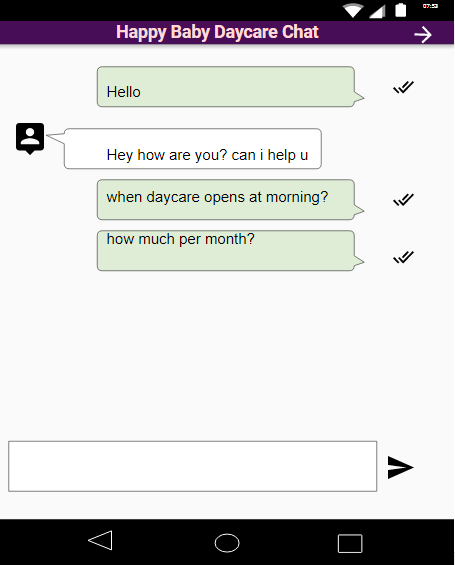 07:53
Happy Baby Daycare Chat
Hello
Hey how are you? can i help u
when daycare opens at morning?
how much per month?